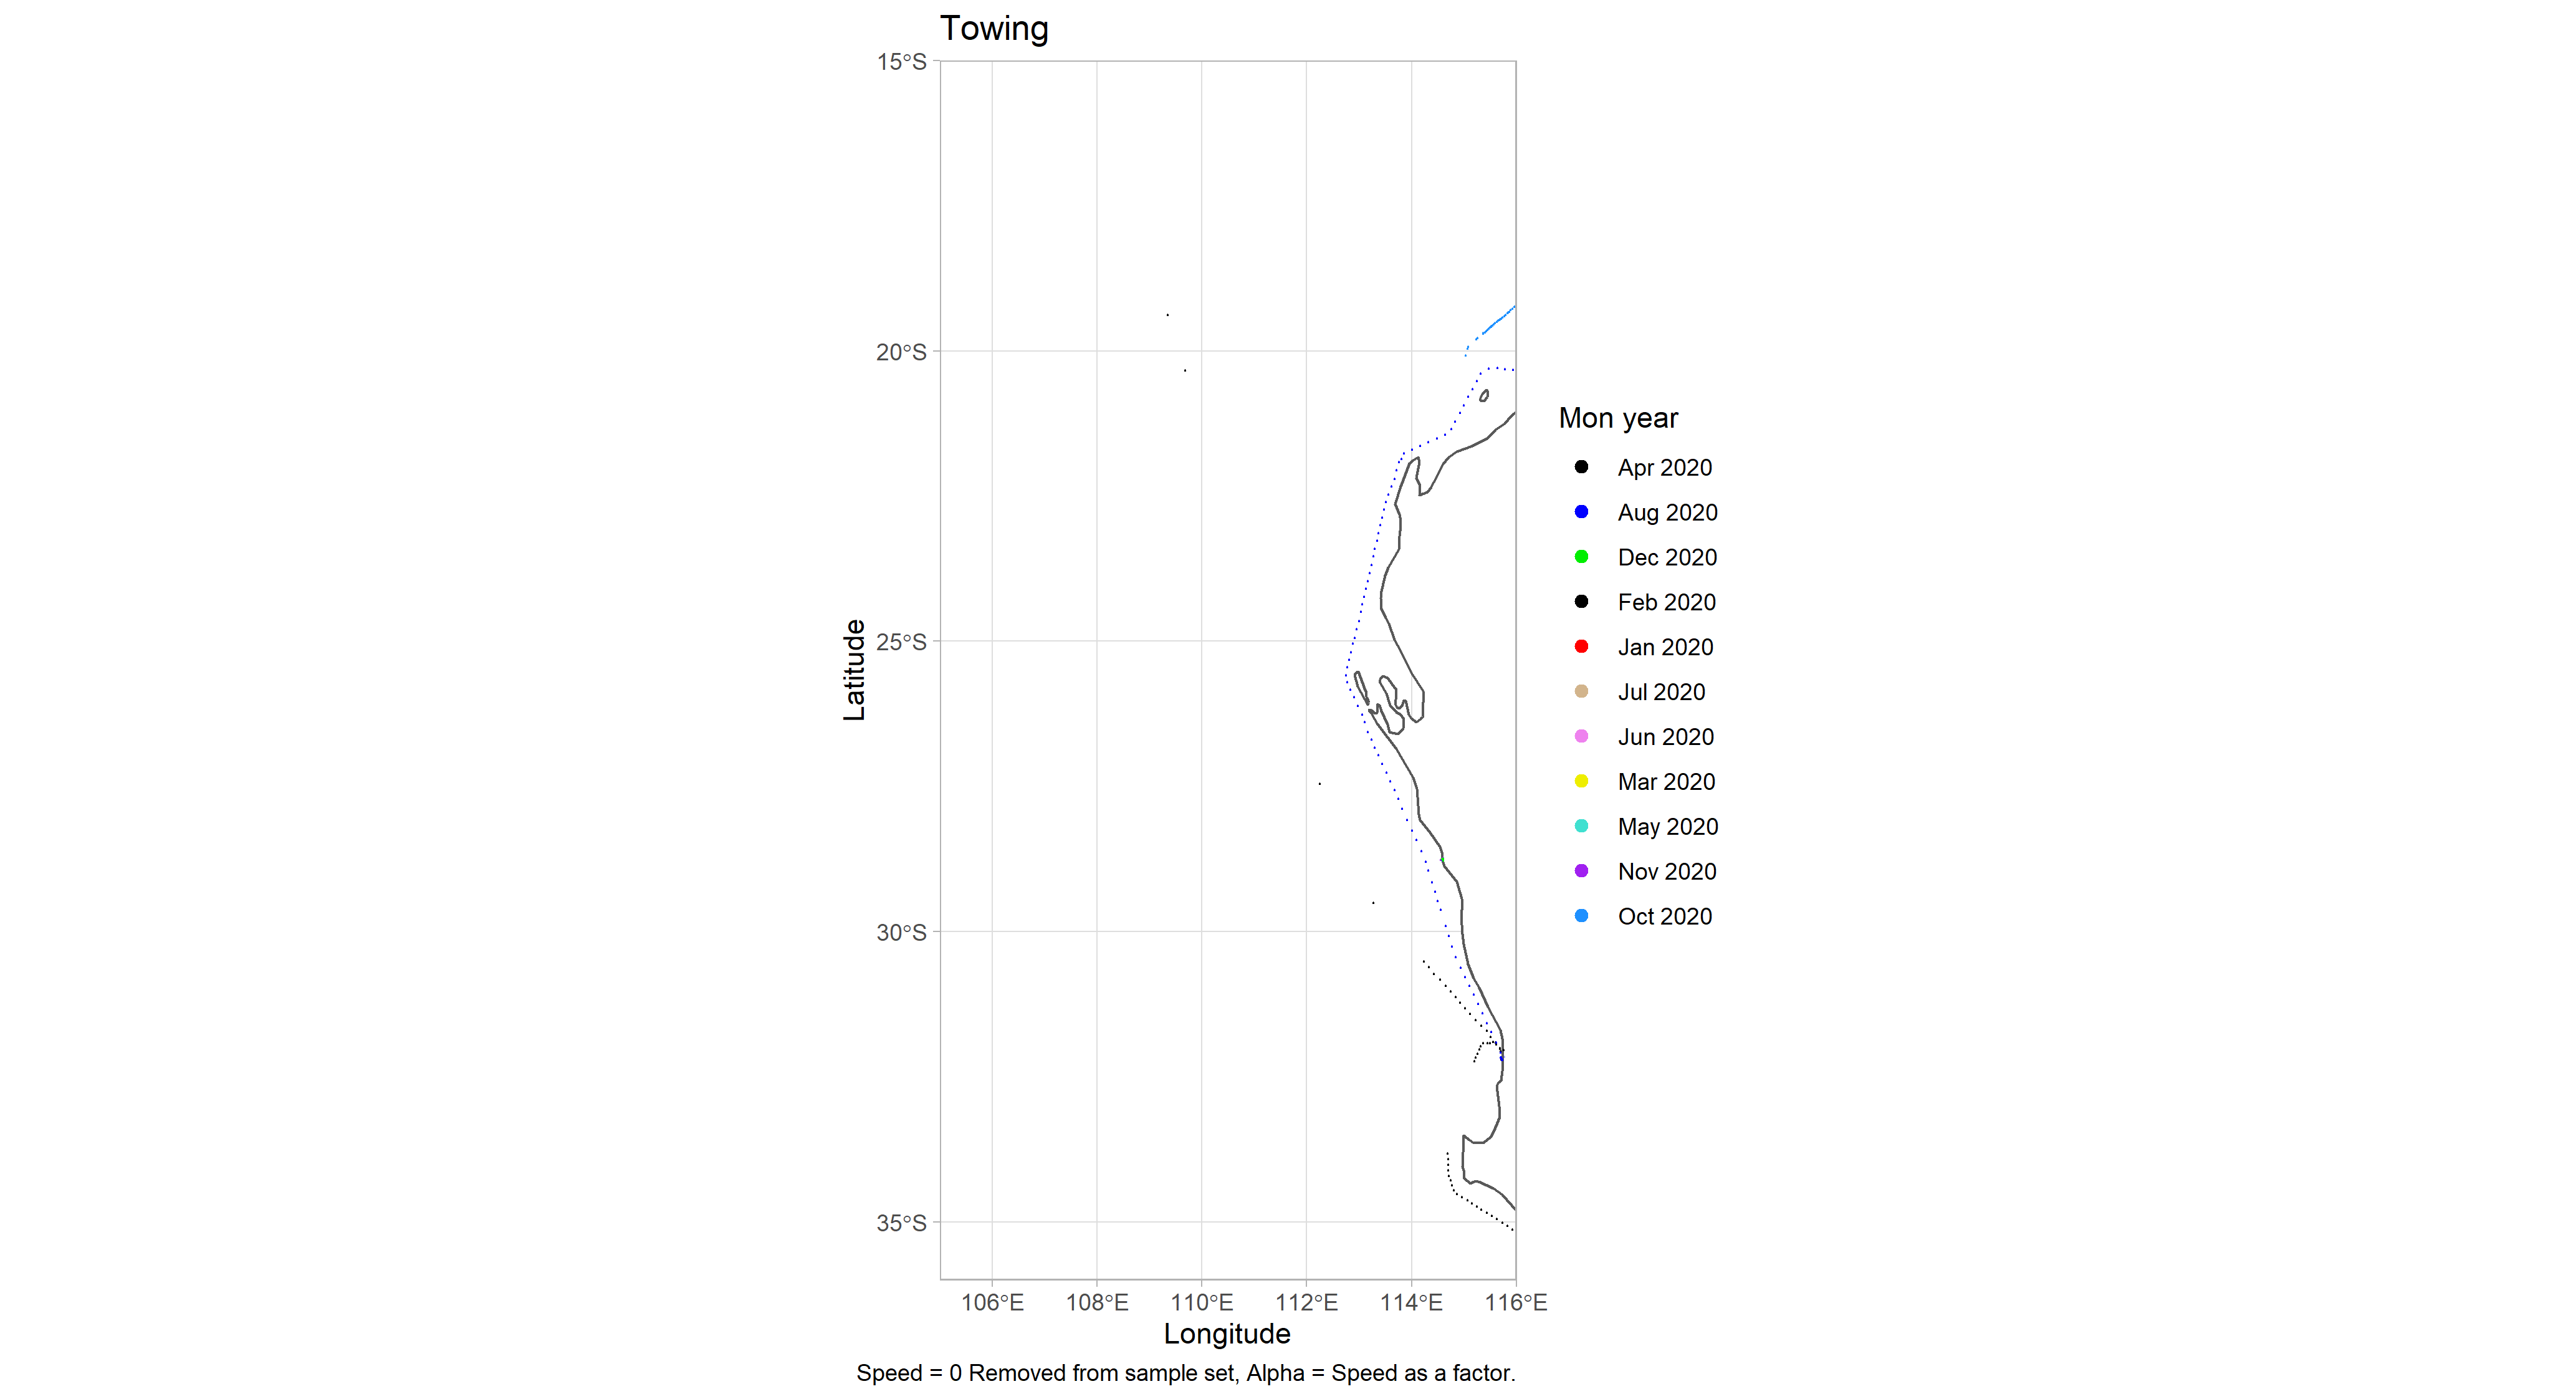 Towing
15°S
20°S
25°S
30°S
35°S
Latitude
106°E 108°E 110°E 112°E 114°E 116°E
Longitude
Speed = 0 Removed from sample set, Alpha = Speed as a factor.
Mon year
Apr 2020
Aug 2020
Dec 2020
Feb 2020
Jan 2020
Jul 2020
Jun 2020
Mar 2020
May 2020
Nov 2020
Oct 2020